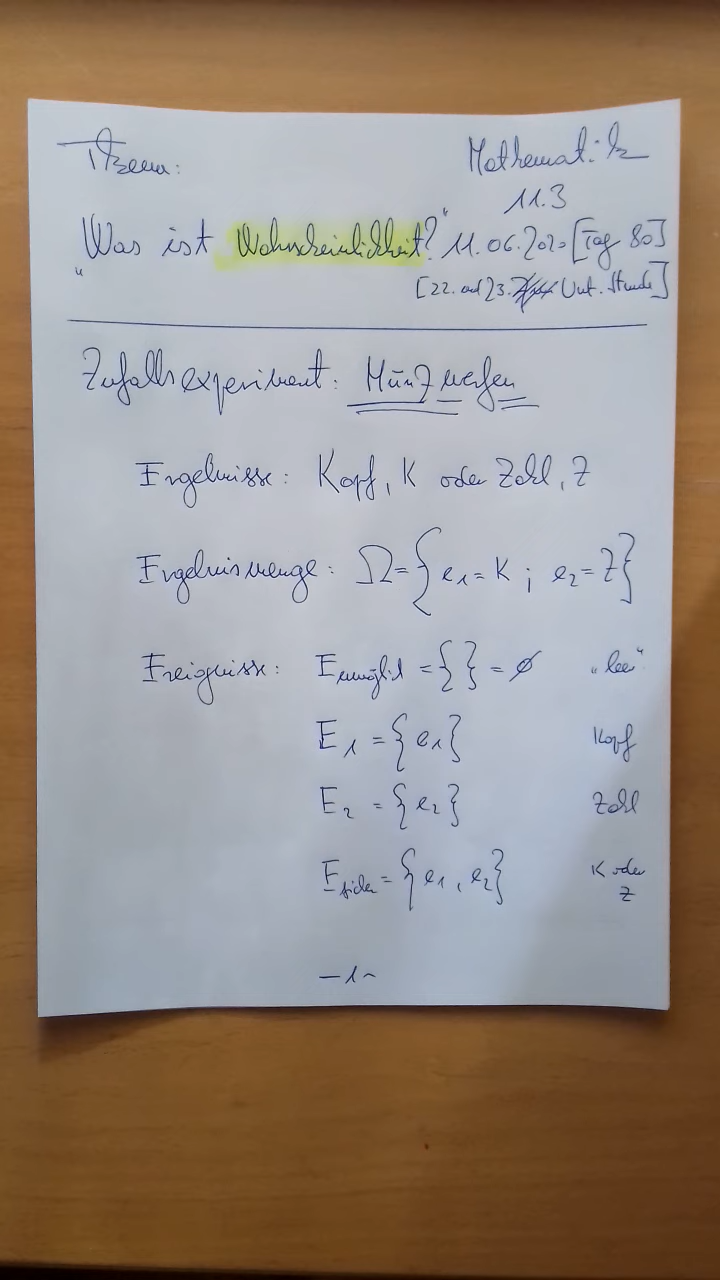 Thema:
Mathematik
11.3
„Was ist Wahrscheinlichkeit?“ 11.06.2020 [Tag 80]
[22. und 23. Unt. Stunde]
Zufallsexperiment: Münzwerfen
Ergebnisse: Kopf, K oder Zahl, Z
Ergebnismenge: Ω = { e1 = K ; e2 = Z }
Ereignisse: E unmöglich = { } = ∅ „leer“
E1 = { e1 } Kopf
E2 = { e2 } Zahl
E sicher = { e1, e2 } K oder
Z
– 1 –